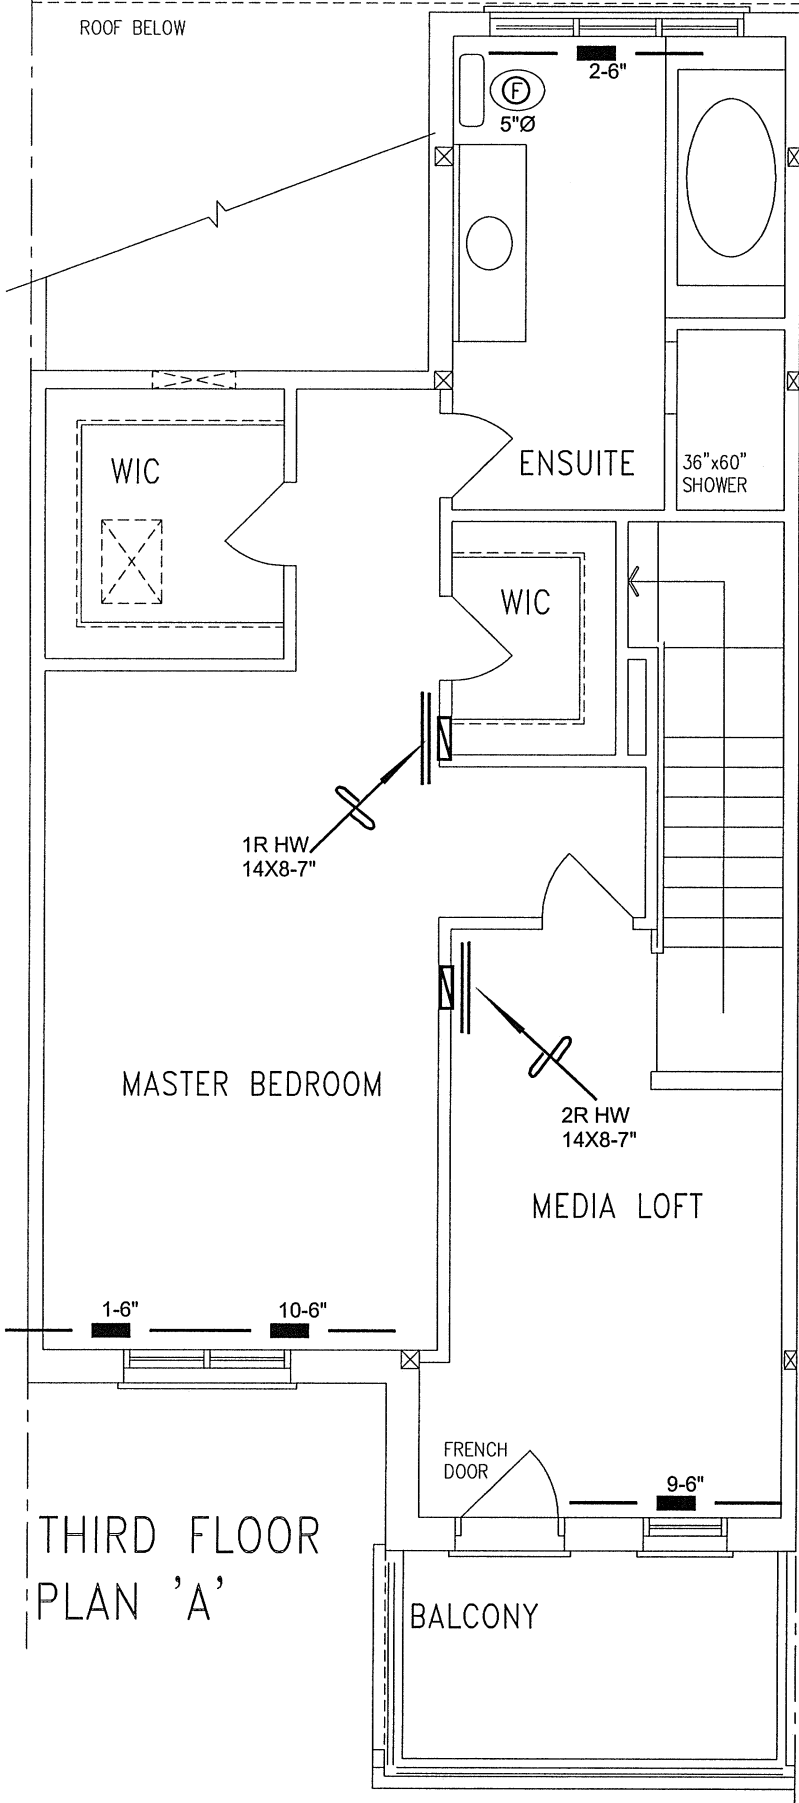 ROOF BELOW
2-6"
F
5"Ø
WIC
ENSUITE
36"x60"
SHOWER
WIC
1R HW
14X8-7"
MASTER BEDROOM
2R HW
14X8-7"
MEDIA LOFT
1-6"
10-6"
FRENCH
DOOR
9-6"
THIRD FLOOR
PLAN 'A'
BALCONY